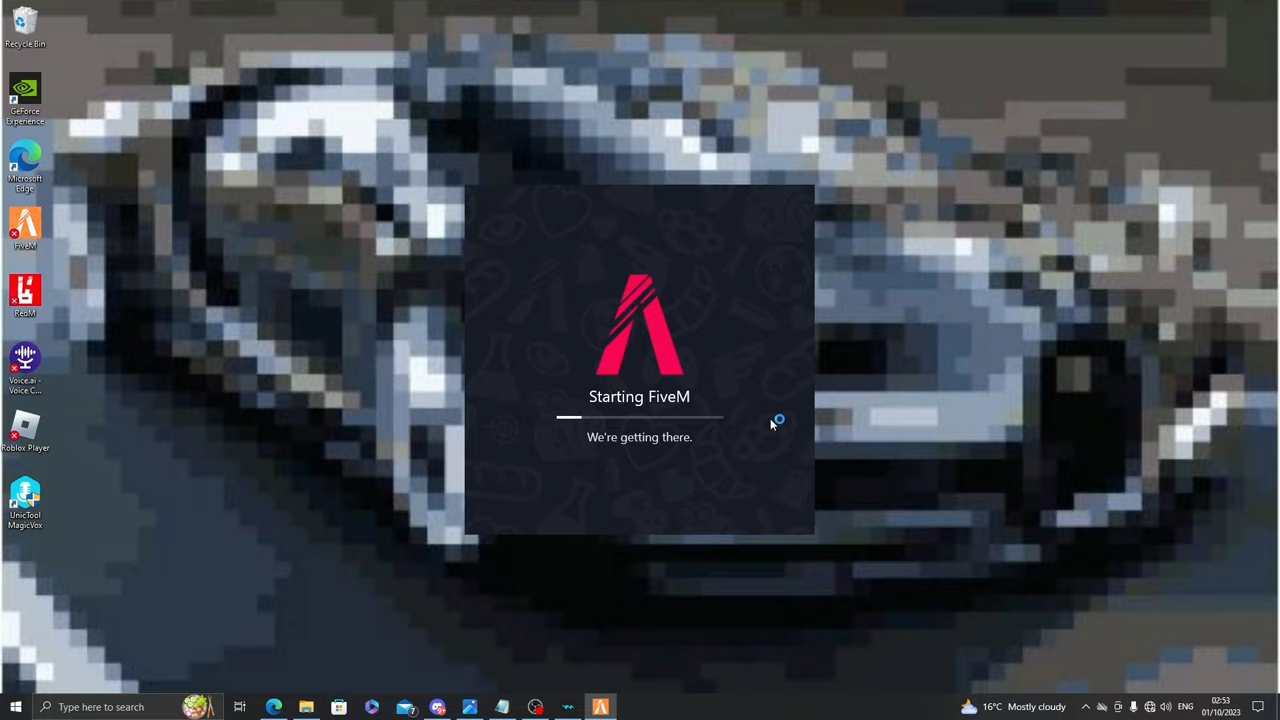 Recycle Bin
GeForce
Experience
Microsoft
Edge
FiveM
RedM
Voice.ai -
Voice C...
Roblox Player
UnicTool
MagicVox
Starting FiveM
We're getting there.
Type here to search
7
16°C Mostly cloudy
ENG
02:53
01/10/2023